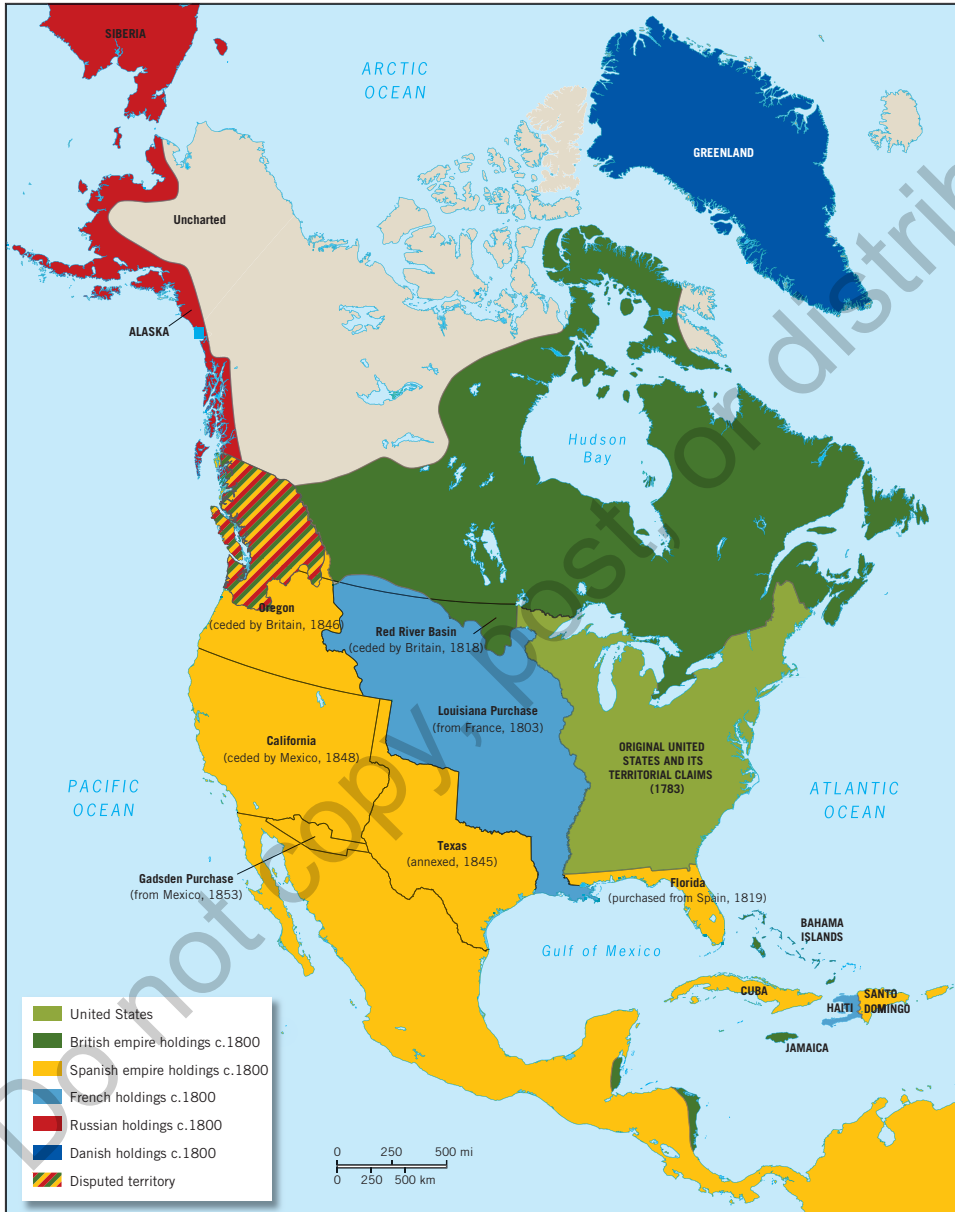 SIBERIA
ARCTIC
OCEAN
GREENLAND
Uncharted
ALASKA
Hudson
Bay
Oregon
(ceded by Britain, 1846)
Red River Basin
(ceded by Britain, 1818)
Louisiana Purchase
(from France, 1803)
California
(ceded by Mexico, 1848)
ORIGINAL UNITED
STATES AND ITS
TERRITORIAL CLAIMS
(1783)
PACIFIC
OCEAN
ATLANTIC
OCEAN
Texas
(annexed, 1845)
Gadsden Purchase
(from Mexico, 1853)
Florida
(purchased from Spain, 1819)
BAHAMA
ISLANDS
Gulf of Mexico
CUBA
HAITI
SANTO
DOMINGO
JAMAICA
United States
British empire holdings c.1800
Spanish empire holdings c.1800
French holdings c.1800
Russian holdings c.1800
Danish holdings c.1800
Disputed territory
0 250 500 mi
0 250 500 km
Do not copy, post, or distrib